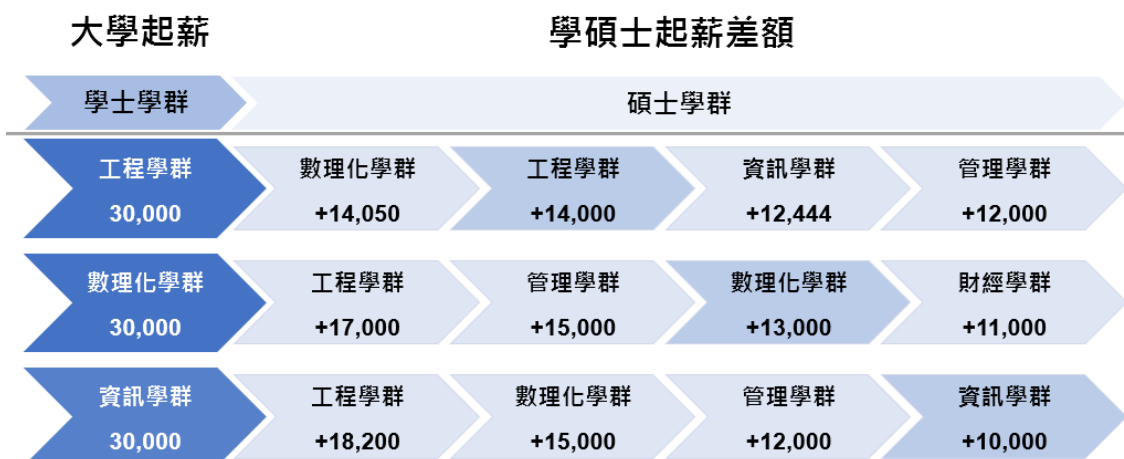 大學起薪
學碩士起薪差額
學士學群
碩士學群
工程學群
30,000
數理化學群
+14,050
工程學群
+14,000
資訊學群
+12,444
管理學群
+12,000
數理化學群
30,000
工程學群
+17,000
管理學群
+15,000
數理化學群
+13,000
財經學群
+11,000
資訊學群
30,000
工程學群
+18,200
數理化學群
+15,000
管理學群
+12,000
資訊學群
+10,000